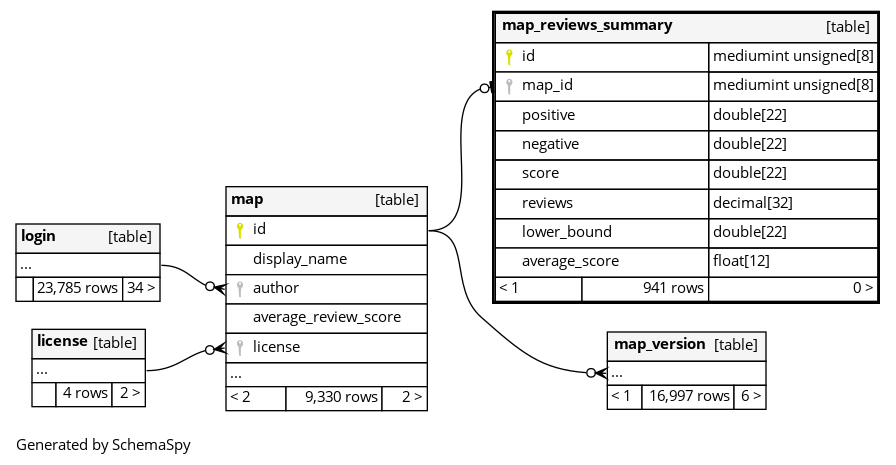 map_reviews_summary [table]
id mediumint unsigned[8]
map_id mediumint unsigned[8]
positive double[22]
negative double[22]
score double[22]
reviews decimal[32]
lower_bound double[22]
average_score float[12]
< 1 941 rows 0 >
map [table]
id
display_name
author
average_review_score
license
...
< 2 9,330 rows 2 >
login [table]
...
23,785 rows 34 >
license [table]
...
4 rows 2 >
map_version [table]
...
< 1 16,997 rows 6 >
Generated by SchemaSpy